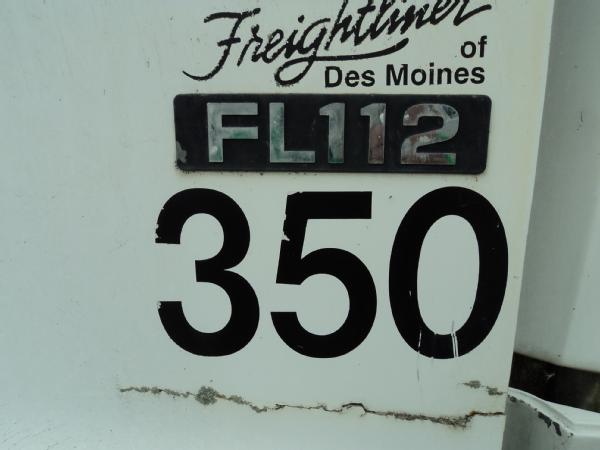 Freightliner
of
Des Moines
FL112
350